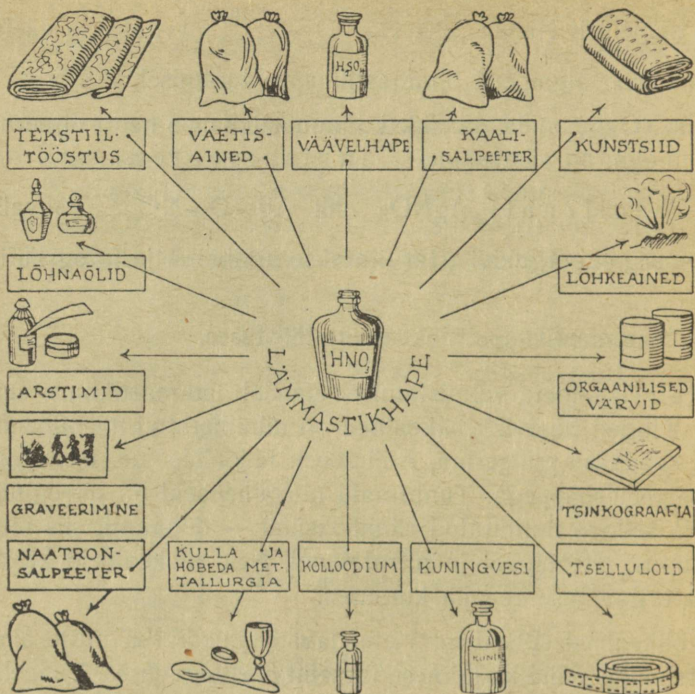 H2SO4
TEKSTIIL-
TÖÖSTUS
VÄETIS-
AINED
VÄÄVELHAPE
KAALI-
SALPEETER
KUNSTSIID
LÕHNAÕLID
LÕHKEAINED
HNO3
LÄMMASTIKHAPE
ARSTIMID
ORGAANILISED
VÄRVID
GRAVEERIMINE
TSINKOGRAAFIA
NAATRON-
SALPEETER
KULLA JA
HÕBEDA MET-
TALLURGIA
KOLLOODIUM
KUNINGVESI
TSELLULOID